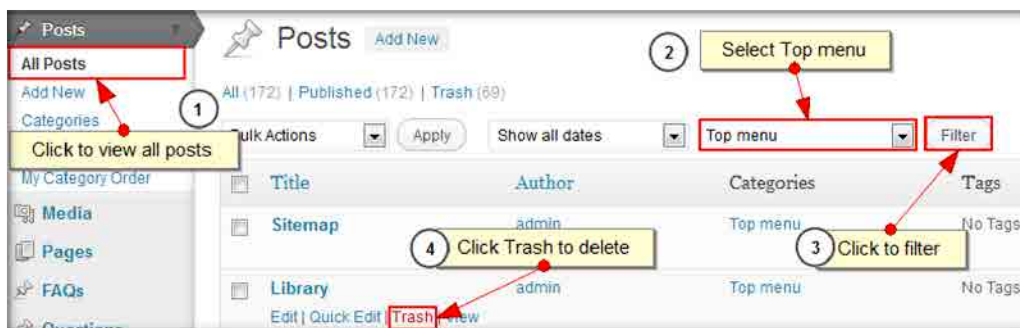 Posts
All Posts
Add New
Categories
Click to view all posts
My Category Order
Media
Pages
FAQs
Questions
Posts Add New
1
2
Select Top menu
All (172) | Published (172) | Trash (69)
Bulk Actions Apply Show all dates Top menu Filter
Title Author Categories Tags
Sitemap admin Top menu No Tags
3
Click to filter
4
Click Trash to delete
Library admin Top menu No Tags
Edit | Quick Edit | Trash | View